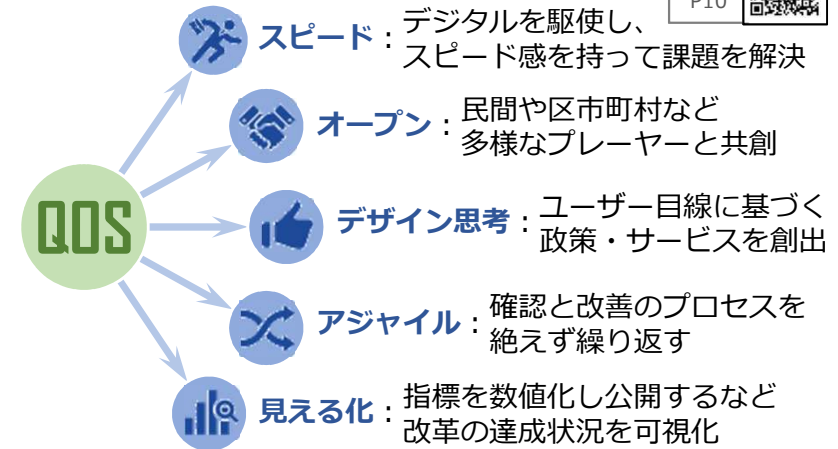 P10
スピード：デジタルを駆使し、
スピード感を持って課題を解決
オープン：民間や区市町村など
多様なプレーヤーと共創
QOS
デザイン思考：ユーザー目線に基づく
政策・サービスを創出
アジャイル：確認と改善のプロセスを
絶えず繰り返す
見える化：指標を数値化し公開するなど
改革の達成状況を可視化